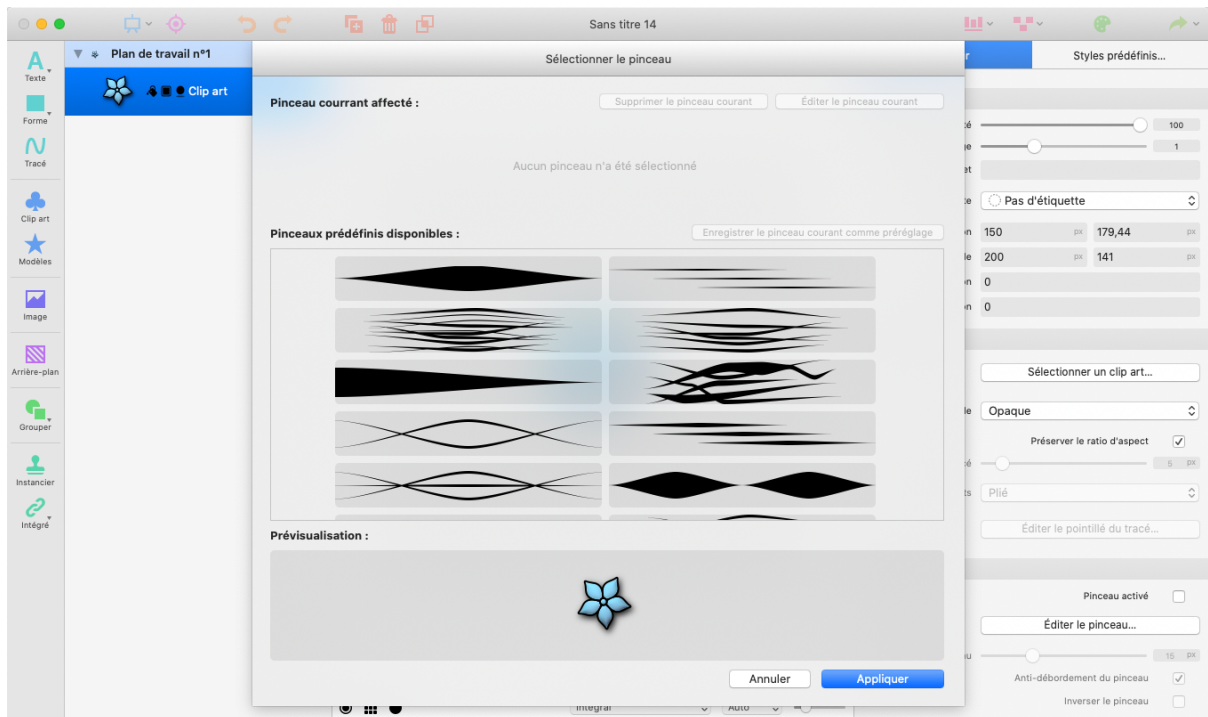 Sans titre 14
Texte
Forme
Tracé
Clip art
Modèles
Image
Arrière-plan
Grouper
Instancier
Intégré
Plan de travail n°1
Clip art
Sélectionner le pinceau
Pinceau courant affecté :
Supprimer le pinceau courant
Éditer le pinceau courant
Aucun pinceau n'a été sélectionné
Pinceaux prédéfinis disponibles :
Enregistrer le pinceau courant comme préréglage
Prévisualisation :
Annuler
Appliquer
Intégral
Auto
Styles prédéfinis...
100
1
Pas d'étiquette
150 px 179,44 px
200 px 141 px
0
0
Sélectionner un clip art...
Opaque
Préserver le ratio d'aspect
5 px
Plié
Éditer le pointillé du tracé...
Pinceau activé
Éditer le pinceau...
15 px
Anti-débordement du pinceau
Inverser le pinceau